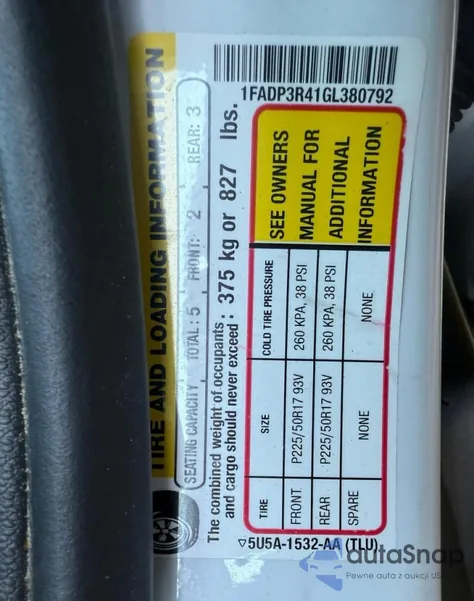 1FADP3R41GL380792
TIRE AND LOADING INFORMATION
SEATING CAPACITY TOTAL: 5 FRONT: 2 REAR: 3
The combined weight of occupants
and cargo should never exceed : 375 kg or 827 lbs.
TIRE SIZE COLD TIRE PRESSURE
FRONT P225/50R17 93V 260 KPA, 38 PSI
REAR P225/50R17 93V 260 KPA, 38 PSI
SPARE NONE NONE
SEE OWNERS
MANUAL FOR
ADDITIONAL
INFORMATION
5U5A-1532-AA (TLU)
autaSnap
Pewne auta z aukcji US